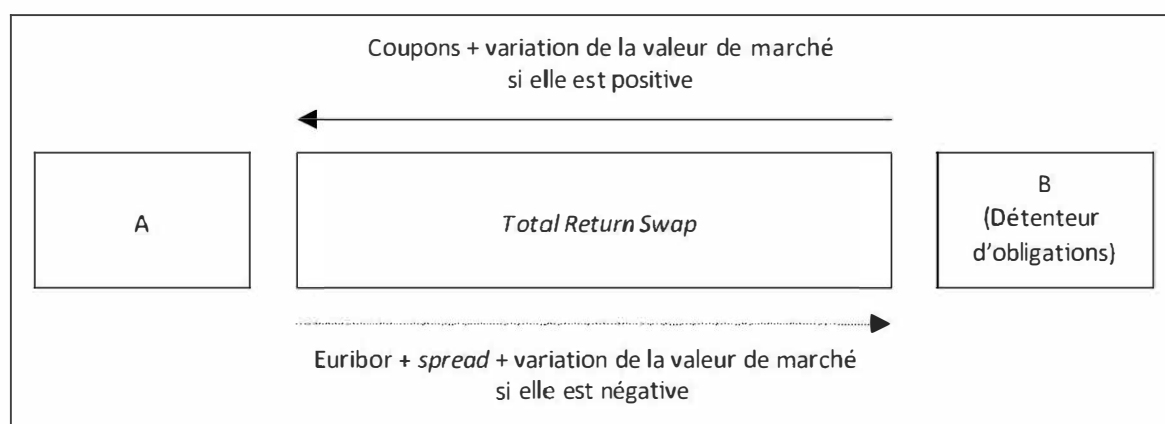 Coupons + variation de la valeur de marché
si elle est positive
A
Total Return Swap
B
(Détenteur
d'obligations)
Euribor + spread + variation de la valeur de marché
si elle est négative